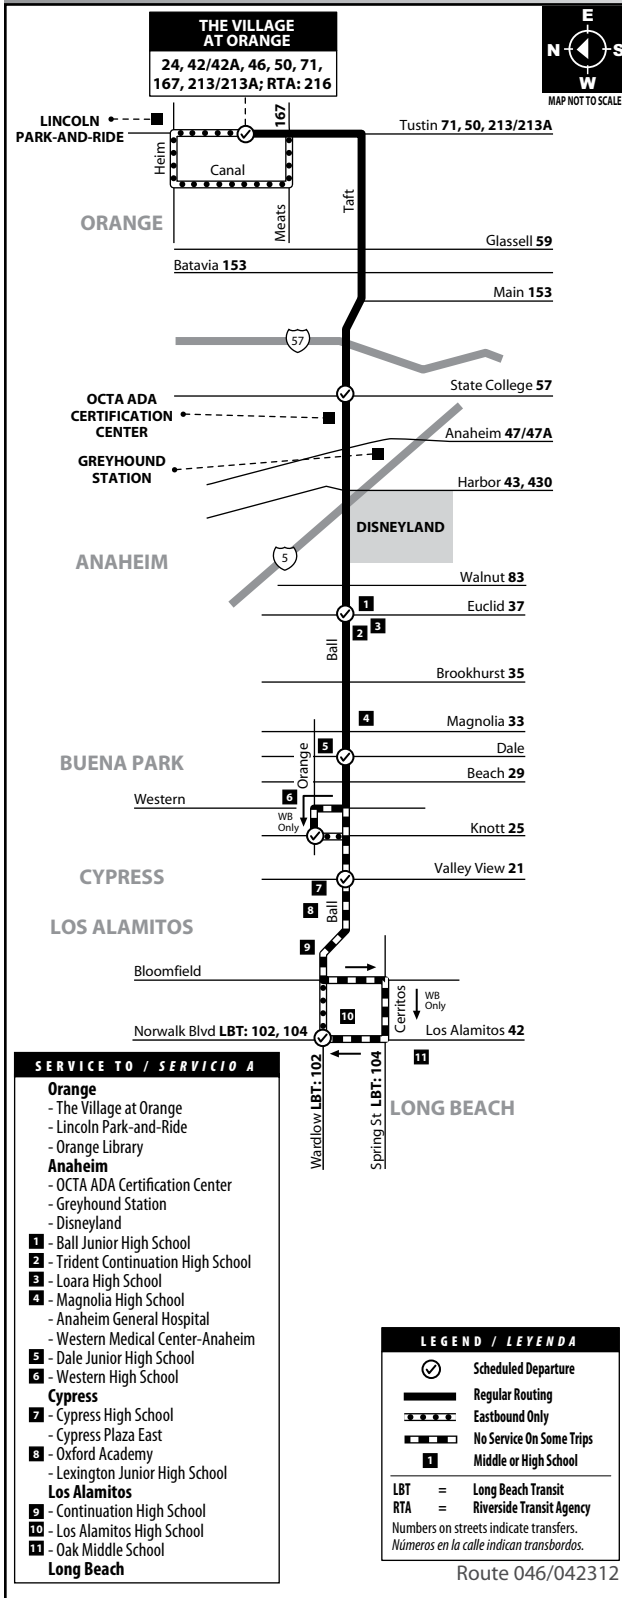 THE VILLAGE
AT ORANGE
24, 42/42A, 46, 50, 71,
167, 213/213A; RTA: 216
E
N
S
W
MAP NOT TO SCALE
LINCOLN
PARK-AND-RIDE
167
Tustin 71, 50, 213/213A
Heim
Canal
Meats
Taft
ORANGE
Glassell 59
Batavia 153
Main 153
57
State College 57
OCTA ADA
CERTIFICATION
CENTER
Anaheim 47/47A
GREYHOUND
STATION
Harbor 43, 430
DISNEYLAND
5
ANAHEIM
Walnut 83
1
Euclid 37
2
3
Ball
Brookhurst 35
4
Magnolia 33
Orange
5
Dale
BUENA PARK
Beach 29
6
Western
WB
Only
Knott 25
Valley View 21
CYPRESS
7
8
Ball
LOS ALAMITOS
9
Bloomfield
Cerritos
WB
Only
10
Norwalk Blvd LBT: 102, 104
Los Alamitos 42
11
Wardlow LBT: 102
Spring St LBT: 104
LONG BEACH
SERVICE TO / SERVICIO A
Orange
- The Village at Orange
- Lincoln Park-and-Ride
- Orange Library
Anaheim
- OCTA ADA Certification Center
- Greyhound Station
- Disneyland
1 - Ball Junior High School
2 - Trident Continuation High School
3 - Loara High School
4 - Magnolia High School
- Anaheim General Hospital
- Western Medical Center-Anaheim
5 - Dale Junior High School
6 - Western High School
Cypress
7 - Cypress High School
- Cypress Plaza East
8 - Oxford Academy
- Lexington Junior High School
Los Alamitos
9 - Continuation High School
10 - Los Alamitos High School
11 - Oak Middle School
Long Beach
LEGEND / LEYENDA
Scheduled Departure
Regular Routing
Eastbound Only
No Service On Some Trips
1 Middle or High School
LBT = Long Beach Transit
RTA = Riverside Transit Agency
Numbers on streets indicate transfers.
Números en la calle indican transbordos.
Route 046/042312